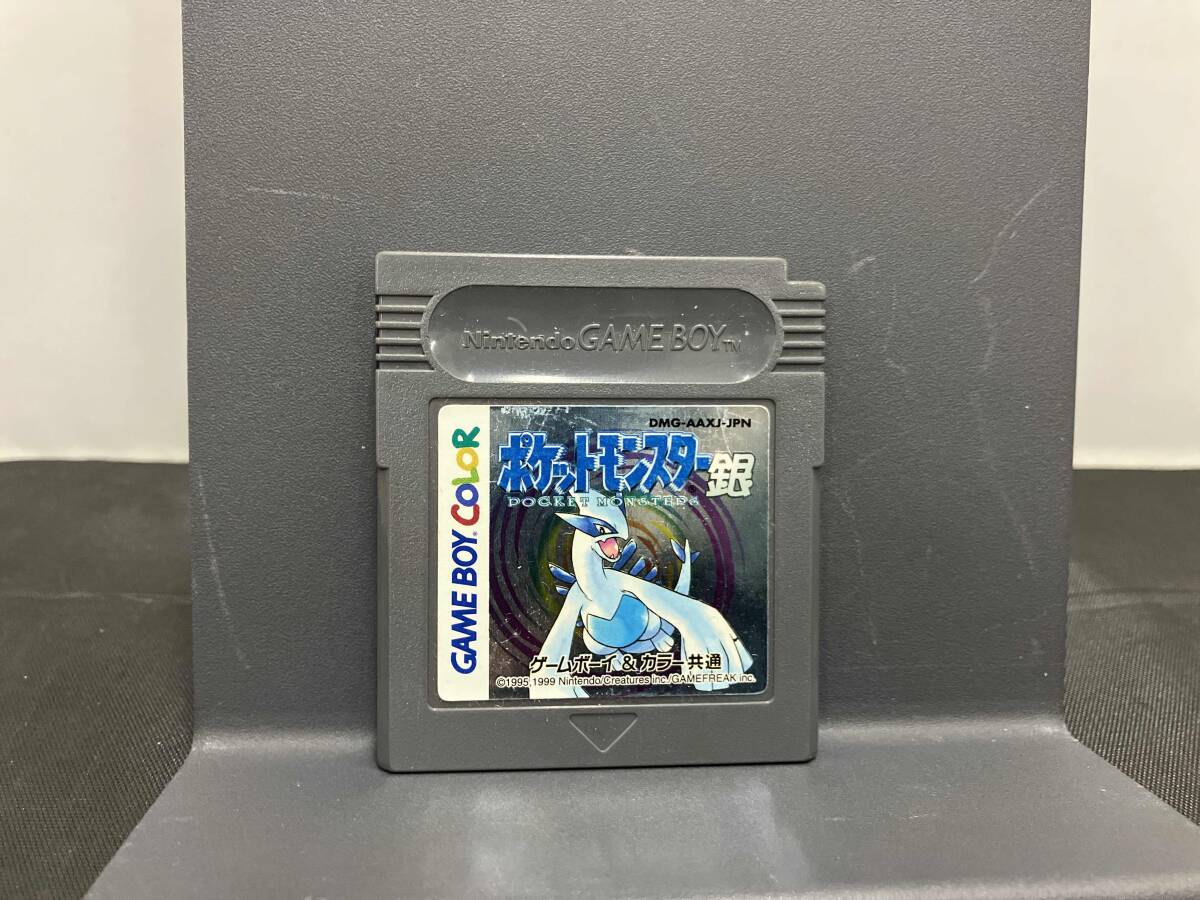 Nintendo GAME BOY TM
GAME BOY COLOR
DMG-AAXJ-JPN
ポケットモンスター銀
POCKET MONSTERS
ゲームボーイ & カラー共通
©1995,1999 Nintendo/Creatures inc./GAMEFREAK inc.